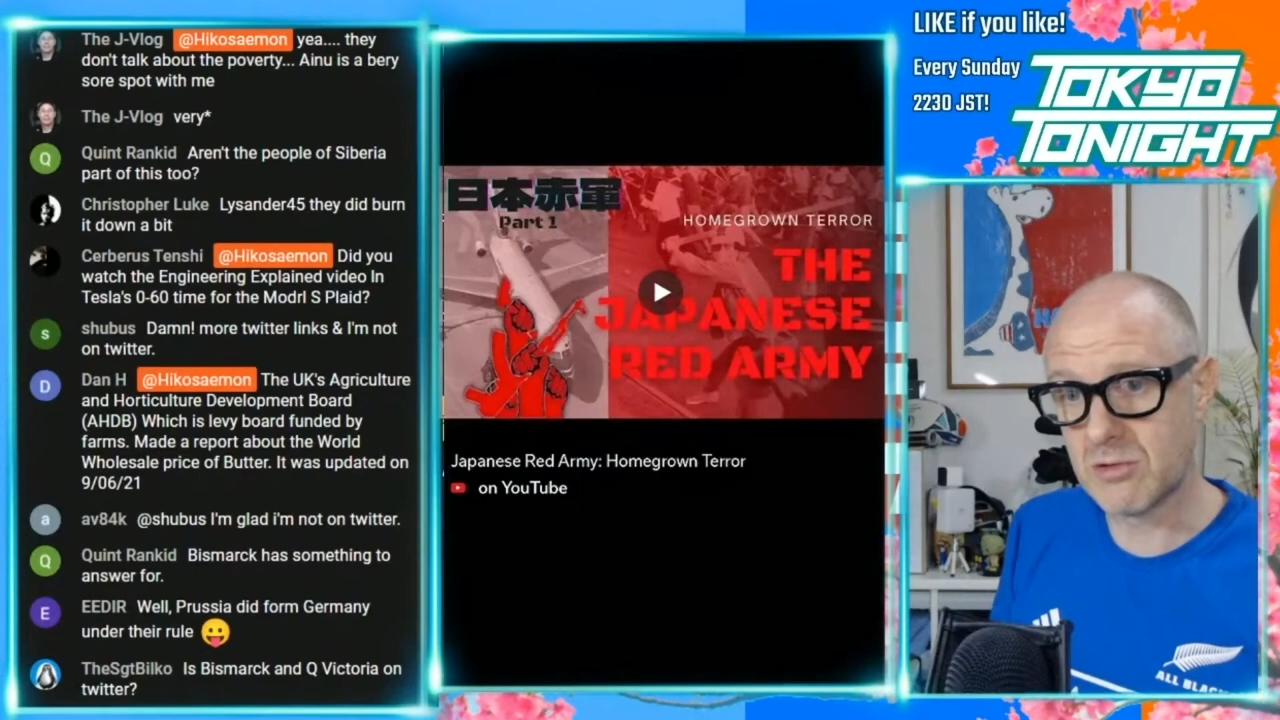 The J-Vlog @Hikosaemon yea.... they
don't talk about the poverty... Ainu is a bery
sore spot with me
The J-Vlog very*
Q
Quint Rankid Aren't the people of Siberia
part of this too?
Christopher Luke Lysander45 they did burn
it down a bit
Cerberus Tenshi @Hikosaemon Did you
watch the Engineering Explained video In
Tesla's 0-60 time for the Modrl S Plaid?
s
shubus Damn! more twitter links & I'm not
on twitter.
D
Dan H @Hikosaemon The UK's Agriculture
and Horticulture Development Board
(AHDB) Which is levy board funded by
farms. Made a report about the World
Wholesale price of Butter. It was updated on
9/06/21
a
av84k @shubus I'm glad i'm not on twitter.
Q
Quint Rankid Bismarck has something to
answer for.
E
EEDIR Well, Prussia did form Germany
under their rule
TheSgtBilko Is Bismarck and Q Victoria on
twitter?
日本赤軍
Part 1
HOMEGROWN TERROR
THE
JAPANESE
RED ARMY
Japanese Red Army: Homegrown Terror
on YouTube
LIKE if you like!
Every Sunday
2230 JST!
TOKYO
TONIGHT
ALL BLACKS